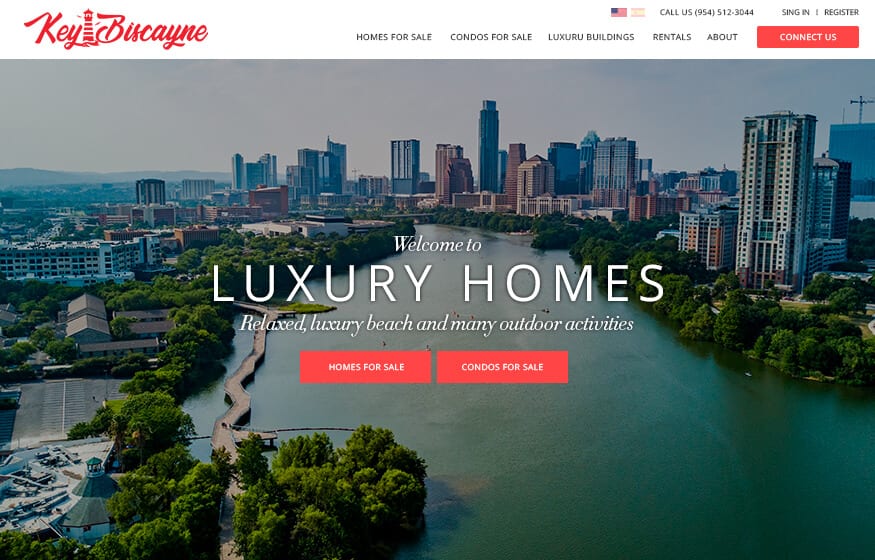 CALL US (954) 512-3044
SING IN | REGISTER
Key Biscayne
HOMES FOR SALE
CONDOS FOR SALE
LUXURU BUILDINGS
RENTALS
ABOUT
CONNECT US
Welcome to
LUXURY HOMES
Relaxed, luxury beach and many outdoor activities
HOMES FOR SALE
CONDOS FOR SALE